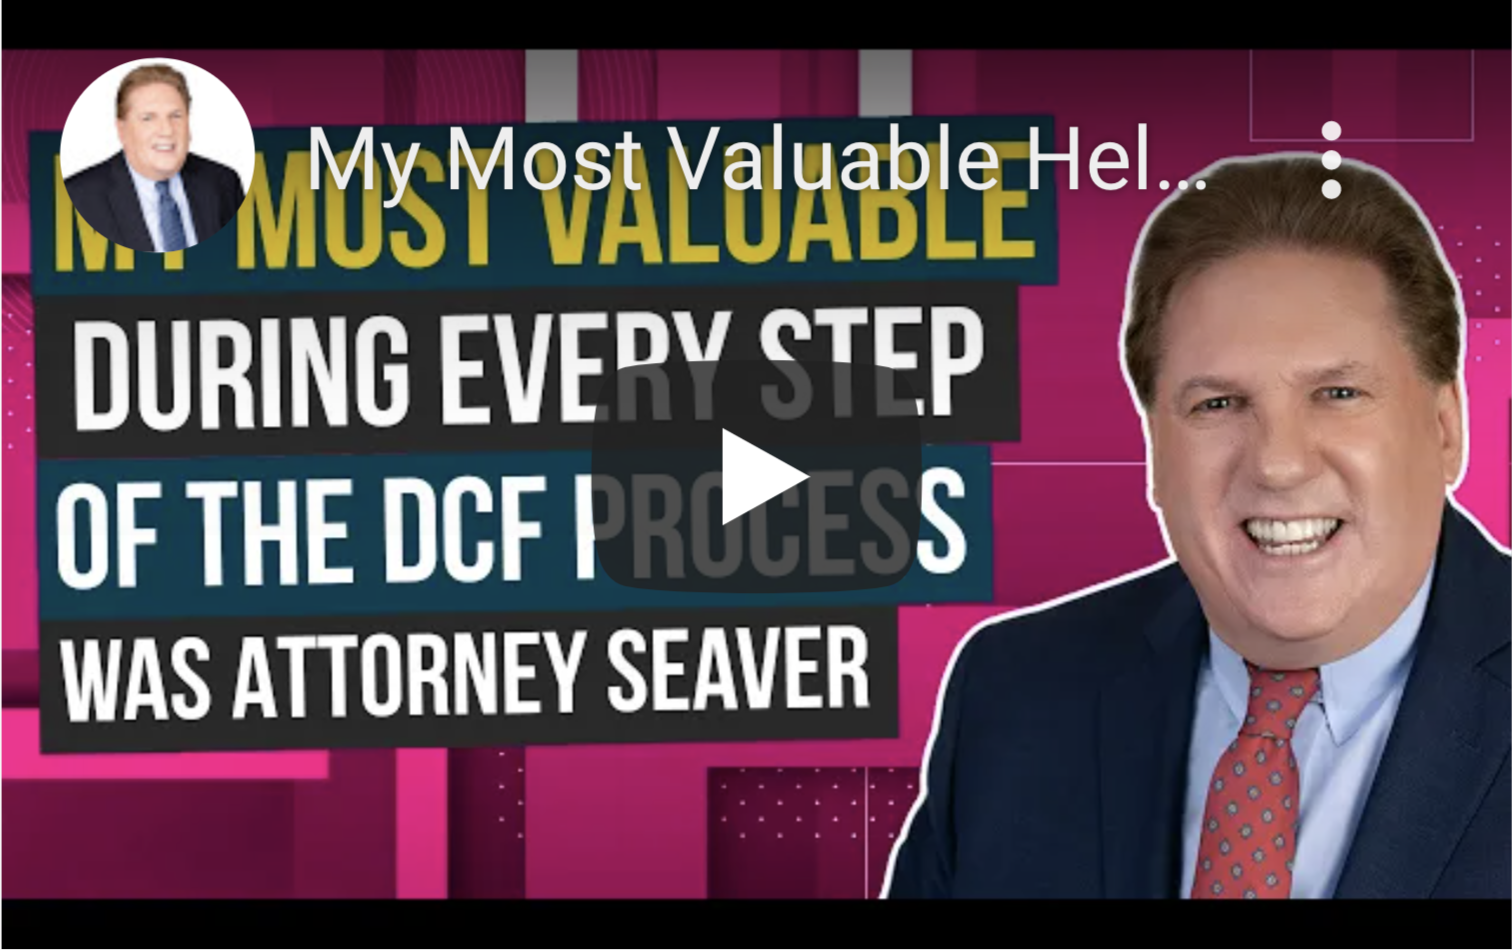 My Most Valuable Hel...
MY MOST VALUABLE
DURING EVERY STEP
OF THE DCF PROCESS
WAS ATTORNEY SEAVER